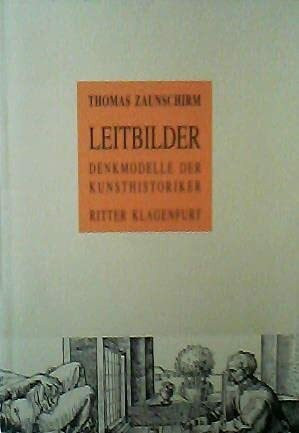 THOMAS ZAUNSCHIRM
LEITBILDER
DENKMODELLE DER
KUNSTHISTORIKER
RITTER KLAGENFURT